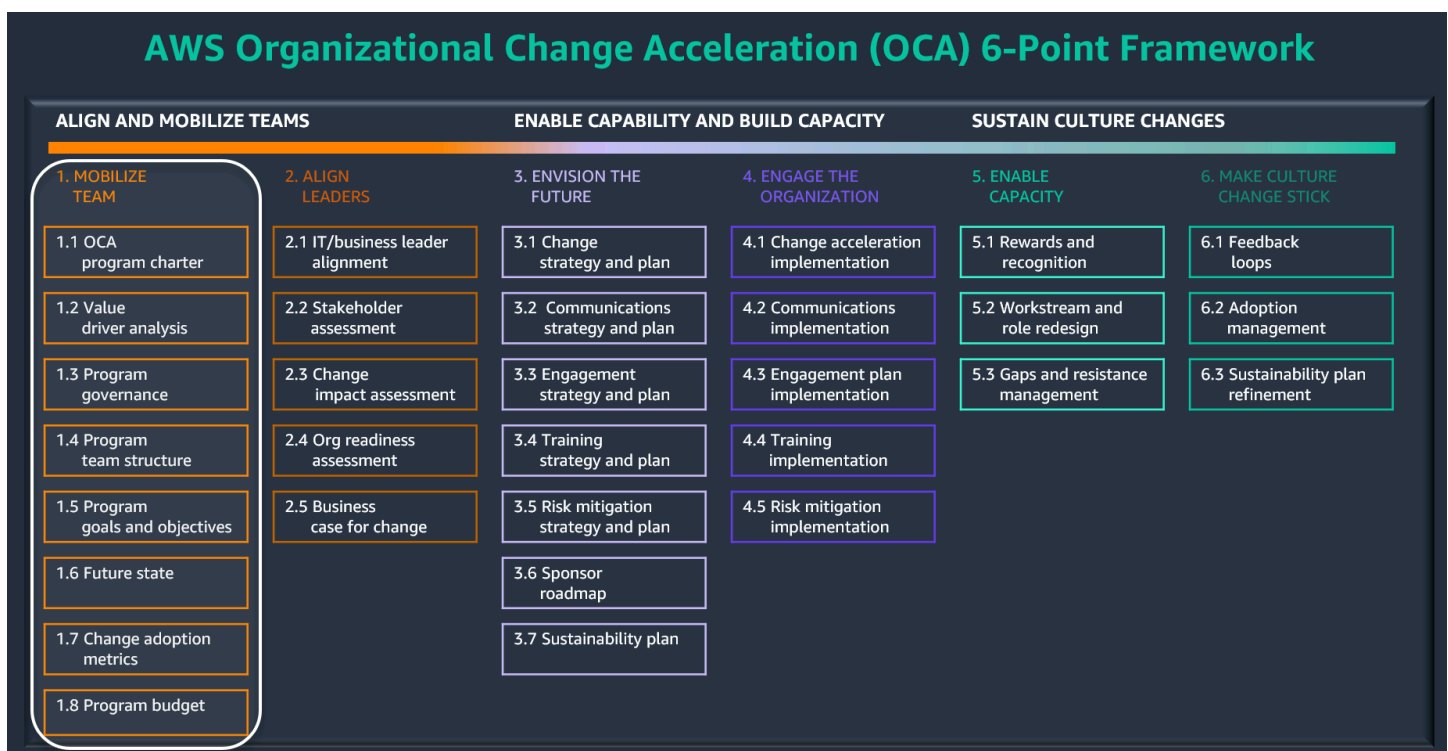 AWS Organizational Change Acceleration (OCA) 6-Point Framework
ALIGN AND MOBILIZE TEAMS
ENABLE CAPABILITY AND BUILD CAPACITY
SUSTAIN CULTURE CHANGES
1. MOBILIZE
TEAM
1.1 OCA
program charter
1.2 Value
driver analysis
1.3 Program
governance
1.4 Program
team structure
1.5 Program
goals and objectives
1.6 Future state
1.7 Change adoption
metrics
1.8 Program budget
2. ALIGN
LEADERS
2.1 IT/business leader
alignment
2.2 Stakeholder
assessment
2.3 Change
impact assessment
2.4 Org readiness
assessment
2.5 Business
case for change
3. ENVISION THE
FUTURE
3.1 Change
strategy and plan
3.2 Communications
strategy and plan
3.3 Engagement
strategy and plan
3.4 Training
strategy and plan
3.5 Risk mitigation
strategy and plan
3.6 Sponsor
roadmap
3.7 Sustainability plan
4. ENGAGE THE
ORGANIZATION
4.1 Change acceleration
implementation
4.2 Communications
implementation
4.3 Engagement plan
implementation
4.4 Training
implementation
4.5 Risk mitigation
implementation
5. ENABLE
CAPACITY
5.1 Rewards and
recognition
5.2 Workstream and
role redesign
5.3 Gaps and resistance
management
6. MAKE CULTURE
CHANGE STICK
6.1 Feedback
loops
6.2 Adoption
management
6.3 Sustainability plan
refinement